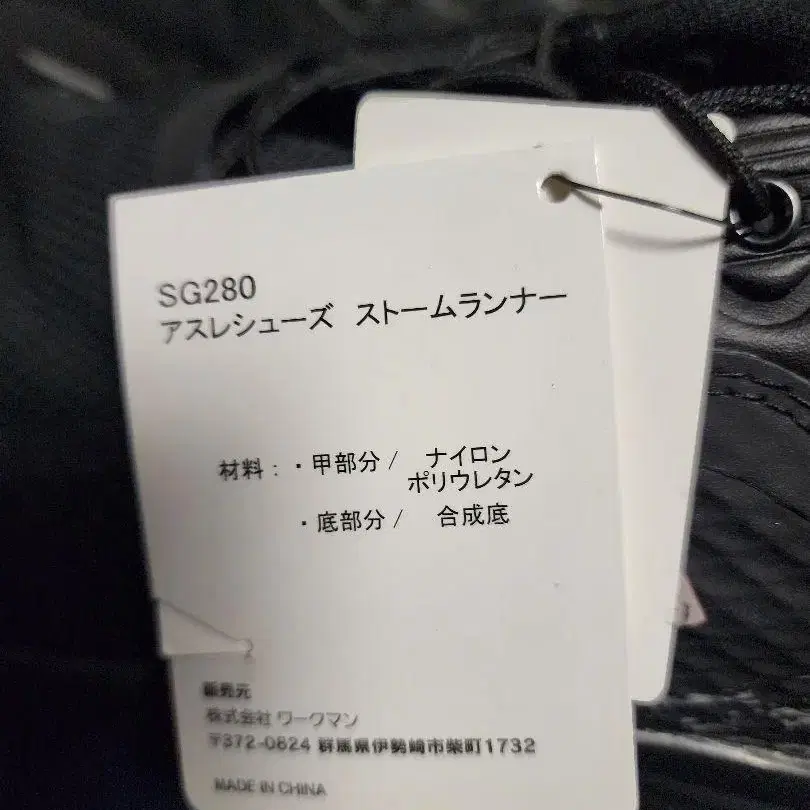 SG280
アスレシューズ ストームランナー
材料：・甲部分/ ナイロン
ポリウレタン
・底部分/ 合成底
販売元
株式会社 ワークマン
〒372-0824 群馬県伊勢崎市柴町1732
MADE IN CHINA